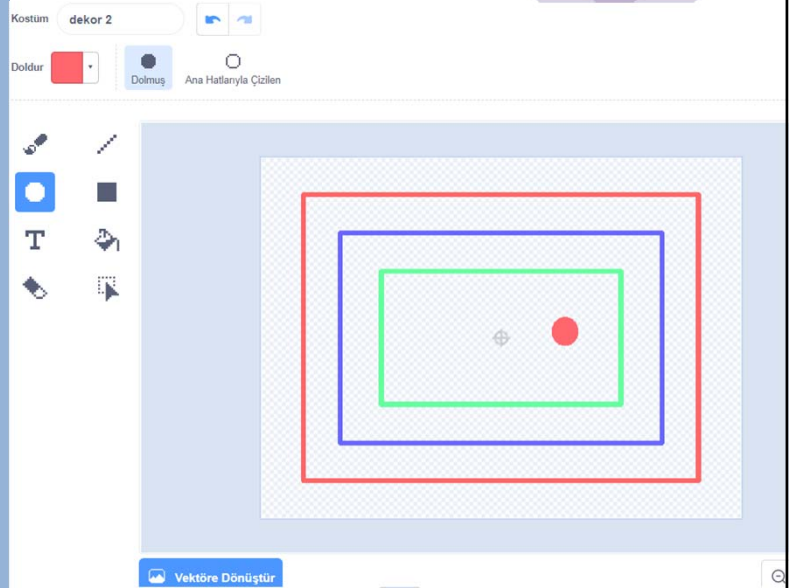 Kostüm
dekor 2
Doldur
Dolmuş
Ana Hatlarıyla Çizilen
T
Vektöre Dönüştür